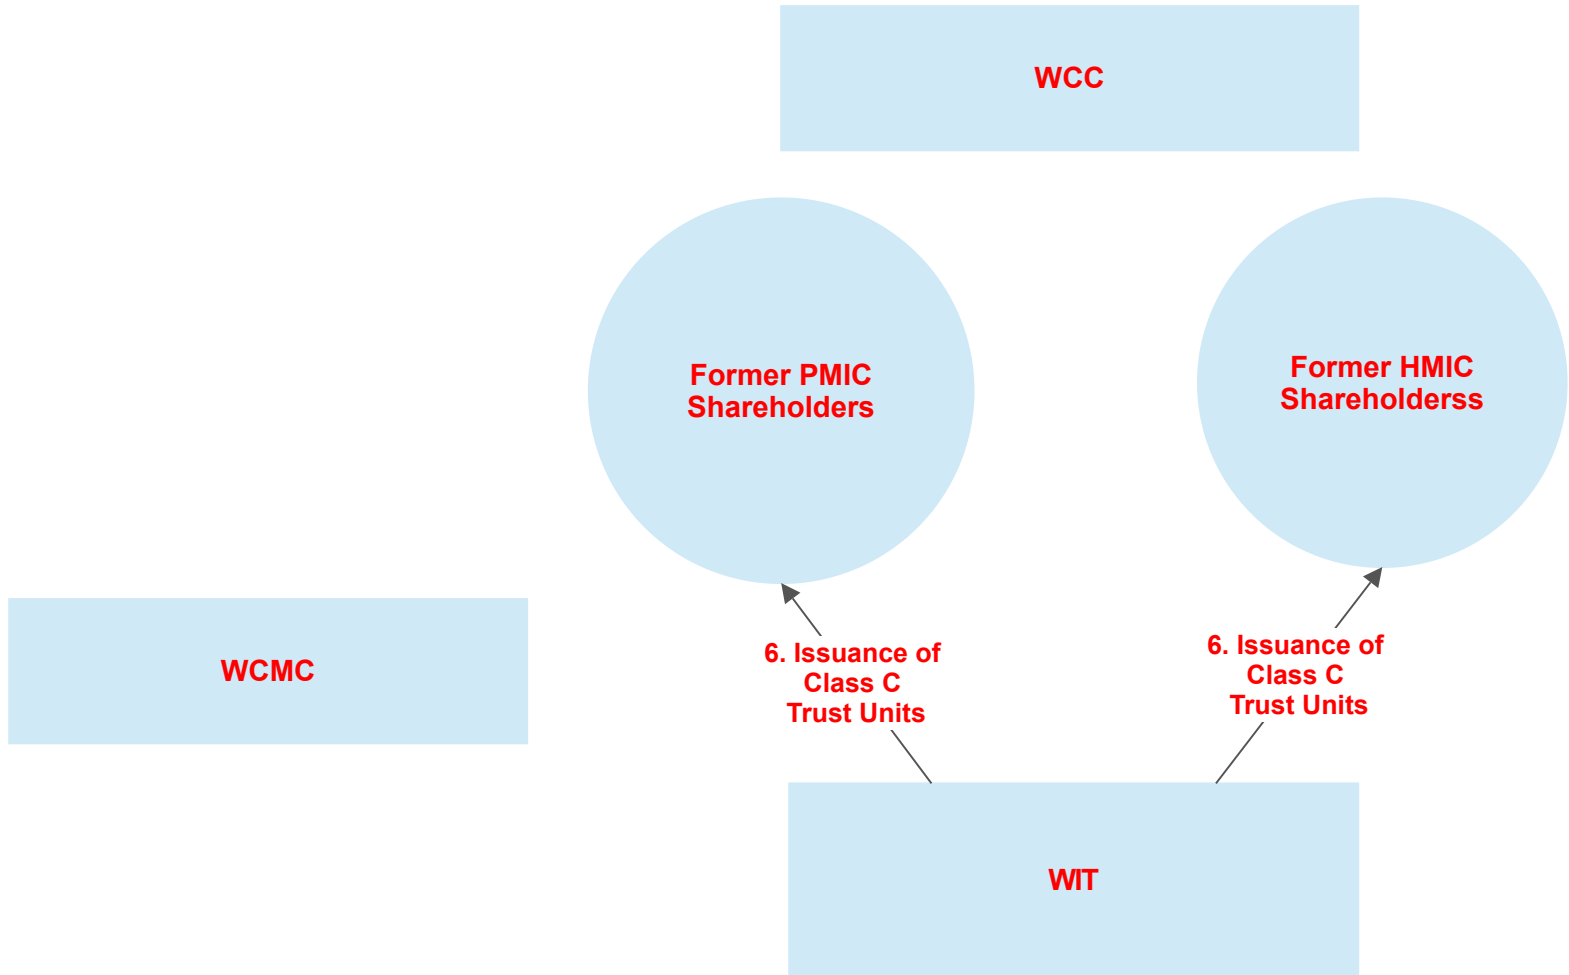 WCC
Former PMIC
Shareholders
Former HMIC
Shareholderss
WCMC
6. Issuance of
Class C
Trust Units
6. Issuance of
Class C
Trust Units
WIT